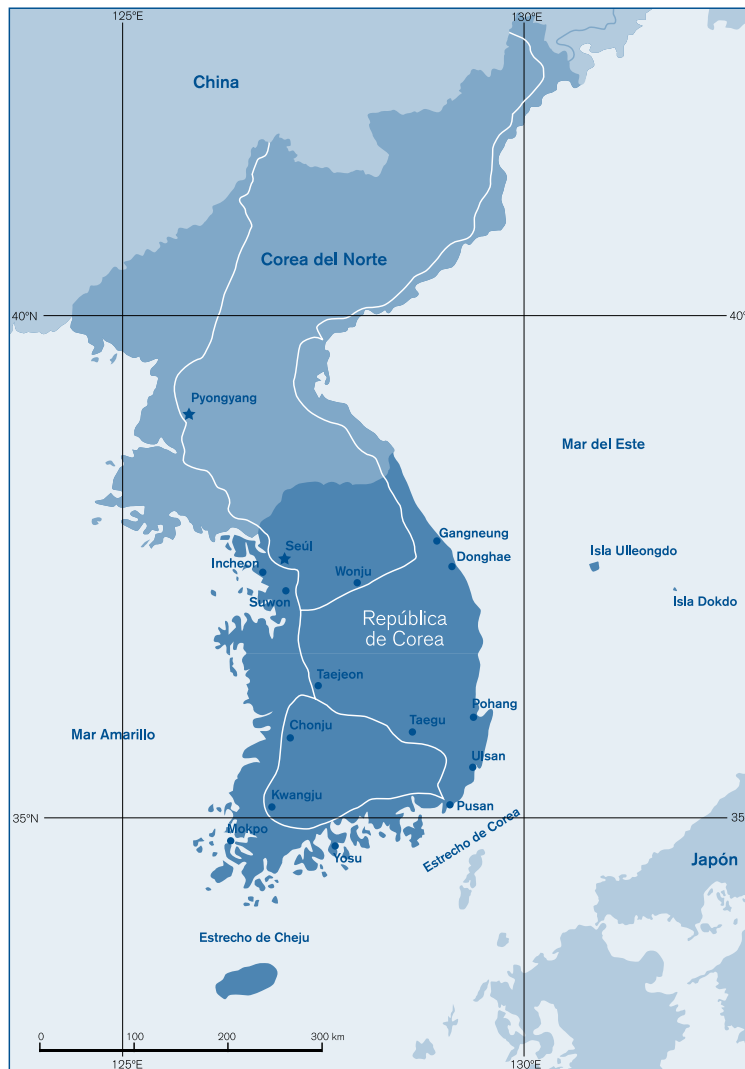 125°E
130°E
China
Corea del Norte
40°N
40°
Pyongyang
Mar del Este
Gangneung
Seúl
Isla Ulleongdo
Donghae
Incheon
Wonju
Suwon
Isla Dokdo
República
de Corea
Taejeon
Pohang
Chonju
Taegu
Mar Amarillo
Ulsan
Kwangju
Pusan
35°N
35°
Mokpo
Estrecho de Corea
Yosu
Japón
Estrecho de Cheju
0
100
200
300 km
125°E
130°E